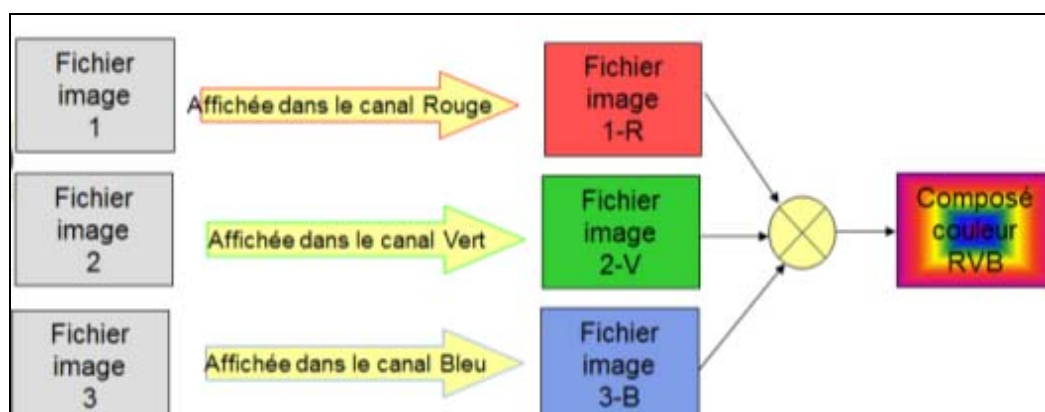 Fichier
image
1
Affichée dans le canal Rouge
Fichier
image
1-R
Fichier
image
2
Affichée dans le canal Vert
Fichier
image
2-V
Composé
couleur
RVB
Fichier
image
3
Affichée dans le canal Bleu
Fichier
image
3-B